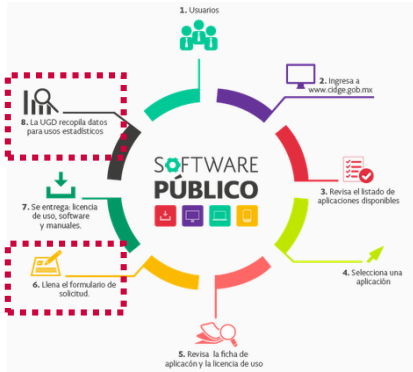 1. Usuarios
2. Ingresa a
www.cidge.gob.mx
3. Revisa el listado de
aplicaciones disponibles
4. Selecciona una
aplicación
5. Revisa la ficha de
aplicacón y la licencia de uso
6. Llena el formulario de
solicitud.
7. Se entrega: licencia
de uso, software
y manuales.
8. La UGD recopila datos
para usos estadísticos
SOFTWARE
PÚBLICO